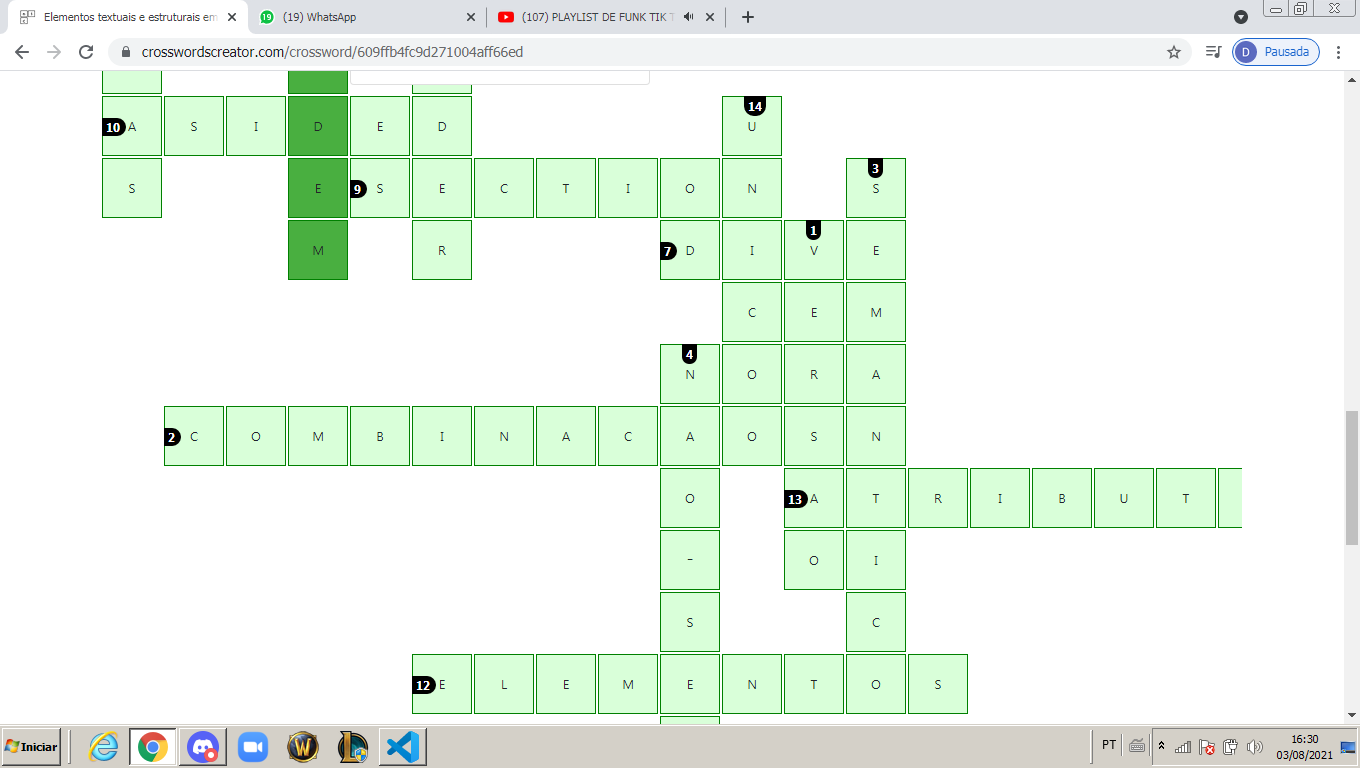 Elementos textuais e estruturais em
19 (19) WhatsApp
(107) PLAYLIST DE FUNK TIK T
crosswordscreator.com/crossword/609ffb4fc9d271004aff66ed
D Pausada
14
10 A S I D E D U
3
S E 9 S E C T I O N S
1
M R 7 D I V E
C E M
4
N O R A
2 C O M B I N A C A O S N
O 13 A T R I B U T
- O I
S C
12 E L E M E N T O S
Iniciar
PT
16:30
03/08/2021